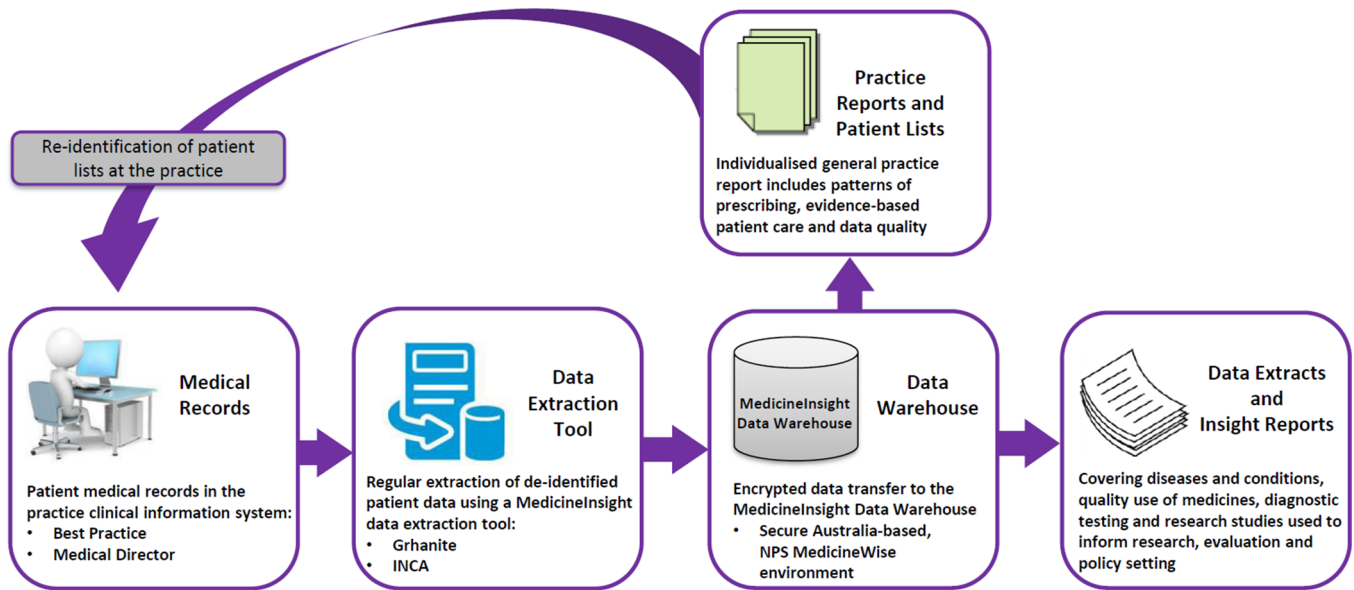 Practice
Reports and
Patient Lists
Individualised general practice
report includes patterns of
prescribing, evidence-based
patient care and data quality
Re-identification of patient
lists at the practice
Medical
Records
Patient medical records in the
practice clinical information system:
• Best Practice
• Medical Director
Data
Extraction
Tool
Regular extraction of de-identified
patient data using a MedicineInsight
data extraction tool:
• Grhanite
• INCA
MedicineInsight
Data Warehouse
Data
Warehouse
Encrypted data transfer to the
MedicineInsight Data Warehouse
• Secure Australia-based,
NPS MedicineWise
environment
Data Extracts
and
Insight Reports
Covering diseases and conditions,
quality use of medicines, diagnostic
testing and research studies used to
inform research, evaluation and
policy setting